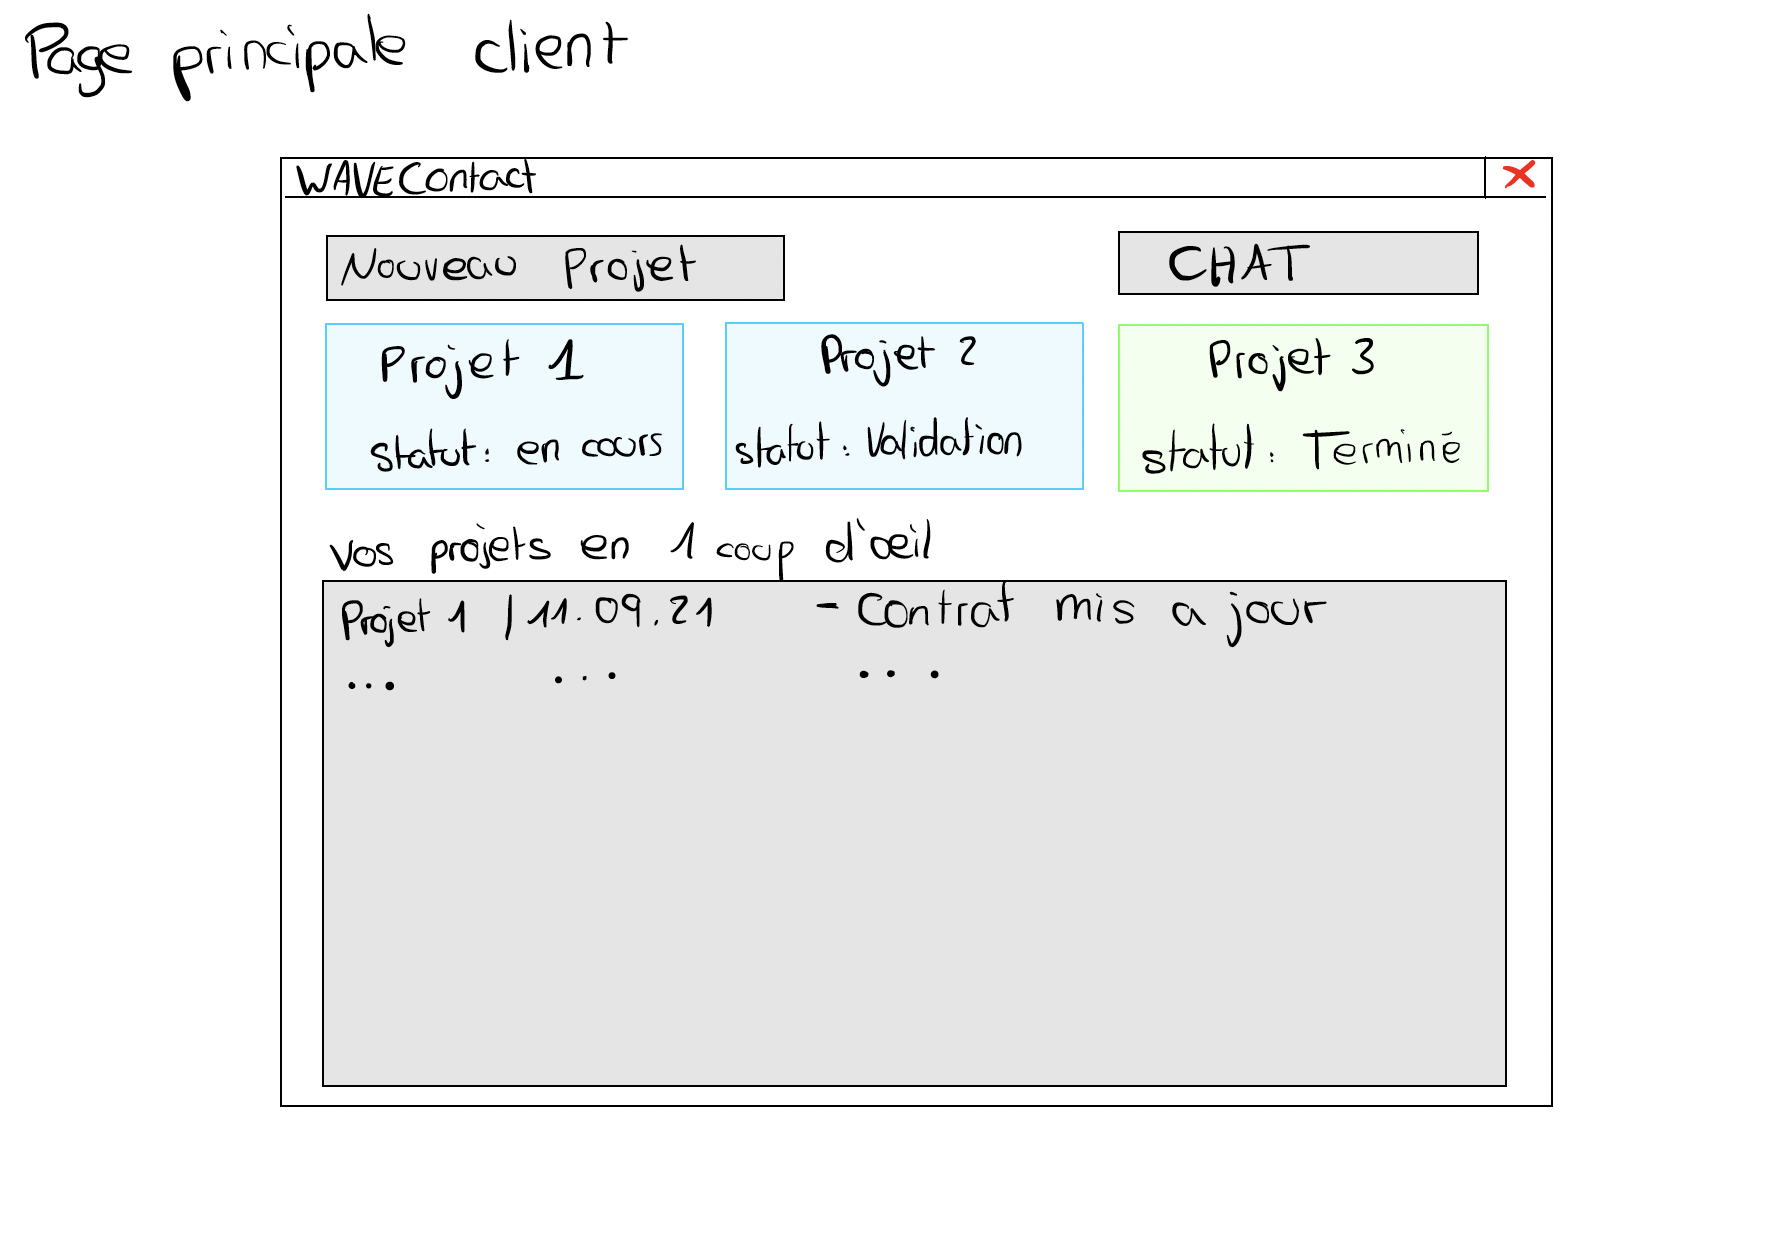 Page principale client
WAVEContact
Nouveau Projet
CHAT
Projet 1
statut: en cours
Projet 2
statut: Validation
Projet 3
statut: Terminé
vos projets en 1 coup d'œil
Projet 1 | 11.09.21 - Contrat mis a jour
... ... ...